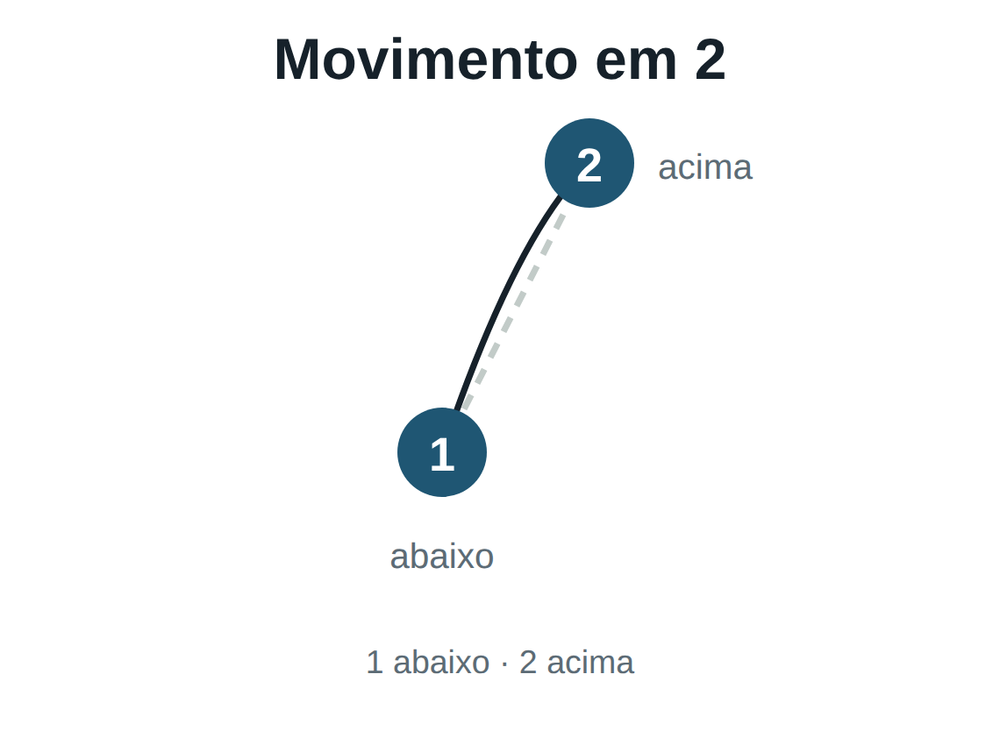 Movimento em 2
2 acima
1
abaixo
1 abaixo · 2 acima